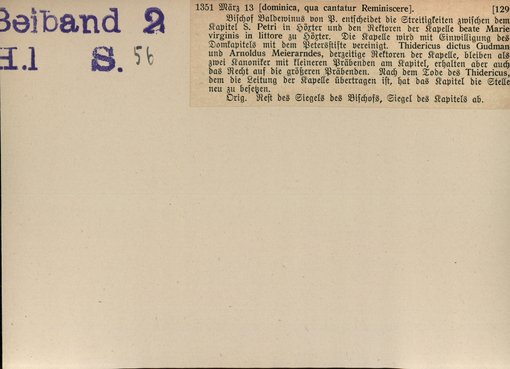 Beiband 2
H.1 S. 56
1351 März 13 [dominica, qua cantatur Reminiscere]. [129
Bischof Baldewinus von P. entscheidet die Streitigkeiten zwischen dem
Kapitel S. Petri in Höxter und den Rektoren der Kapelle beate Marie
virginis in littore zu Höxter. Die Kapelle wird mit Einwilligung des
Domkapitels mit dem Petersstifte vereinigt. Thidericus dictus Gudman
und Arnoldus Meierarndes, derzeitige Rektoren der Kapelle, bleiben als
zwei Kanoniker mit kleineren Präbenden am Kapitel, erhalten aber auch
das Recht auf die größeren Präbenden. Nach dem Tode des Thidericus,
dem die Leitung der Kapelle übertragen ist, hat das Kapitel die Stelle
neu zu besetzen.
Orig. Rest des Siegels des Bischofs, Siegel des Kapitels ab.